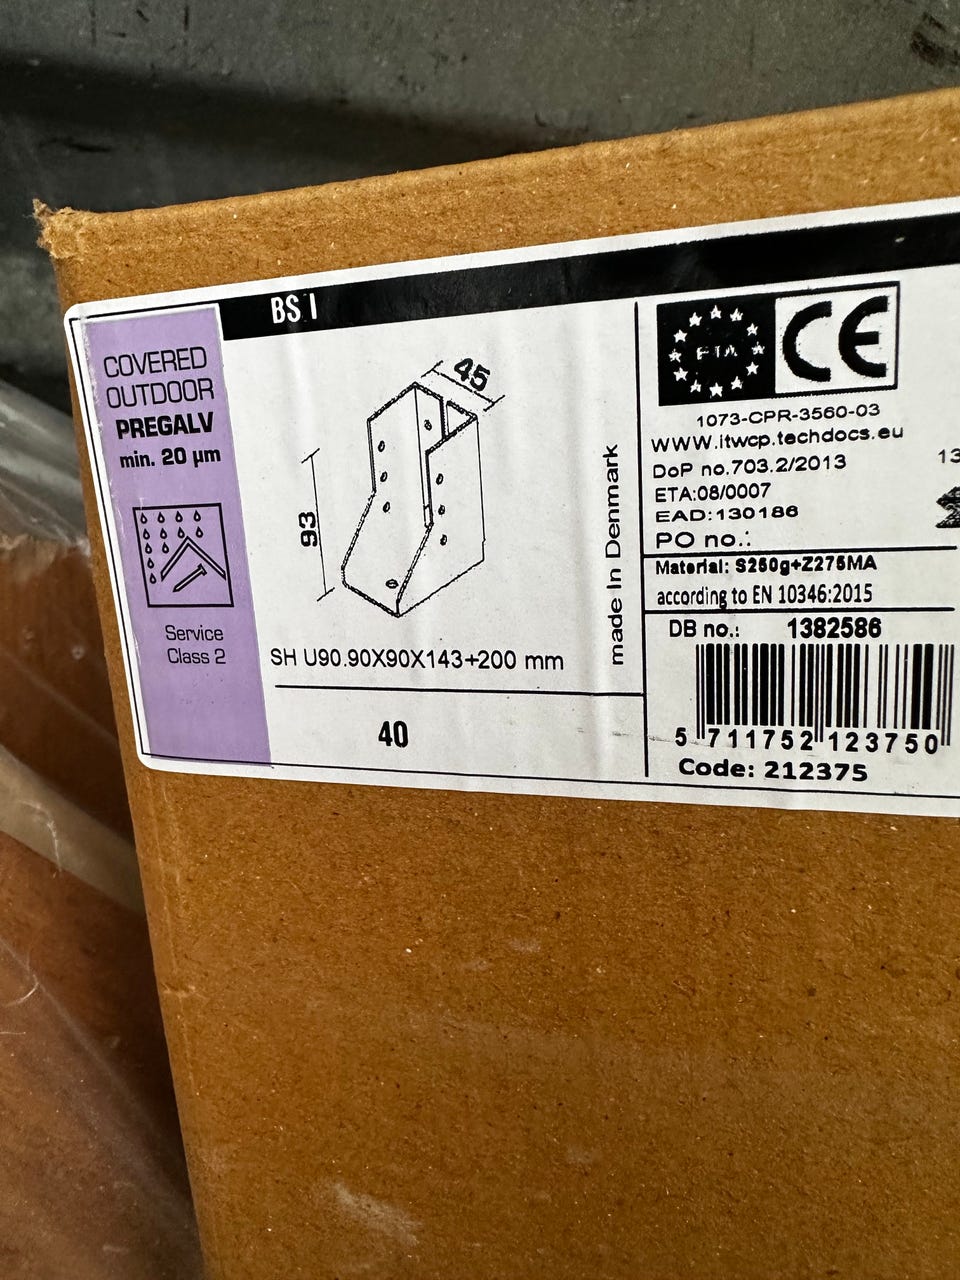 BS I
COVERED
OUTDOOR
PREGALV
min. 20 µm
Service
Class 2
45
93
SH U90.90X90X143+200 mm
40
made In Denmark
ETA
CE
1073-CPR-3560-03
WWW.itwcp.techdocs.eu
DoP no.703.2/2013
ETA:08/0007
EAD:130186
PO no.:
13
Material: S250g+Z275MA
according to EN 10346:2015
DB no.: 1382586
5 711752 123750
Code: 212375